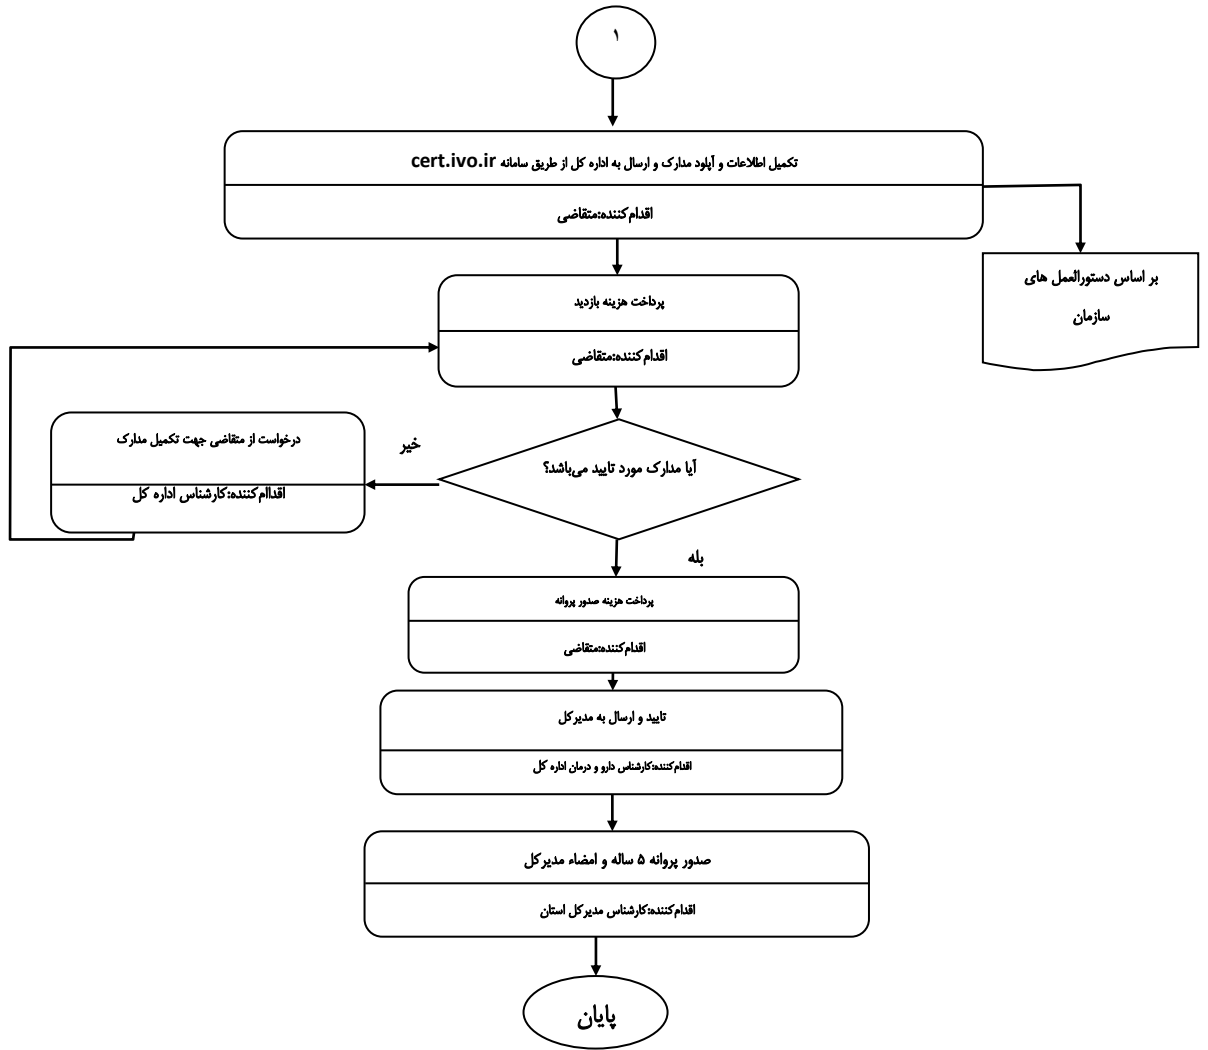 ۱
تکمیل اطلاعات و آپلود مدارک و ارسال به اداره کل از طریق سامانه cert.ivo.ir
اقدام‌کننده:متقاضی
بر اساس دستورالعمل های
سازمان
پرداخت هزینه بازدید
اقدام‌کننده:متقاضی
آیا مدارک مورد تایید می‌باشد؟
خیر
درخواست از متقاضی جهت تکمیل مدارک
اقداام‌کننده:کارشناس اداره کل
بله
پرداخت هزینه صدور پروانه
اقدام‌کننده:متقاضی
تایید و ارسال به مدیرکل
اقدام‌کننده:کارشناس دارو و درمان اداره کل
صدور پروانه ۵ ساله و امضاء مدیرکل
اقدام‌کننده:کارشناس مدیرکل استان
پایان